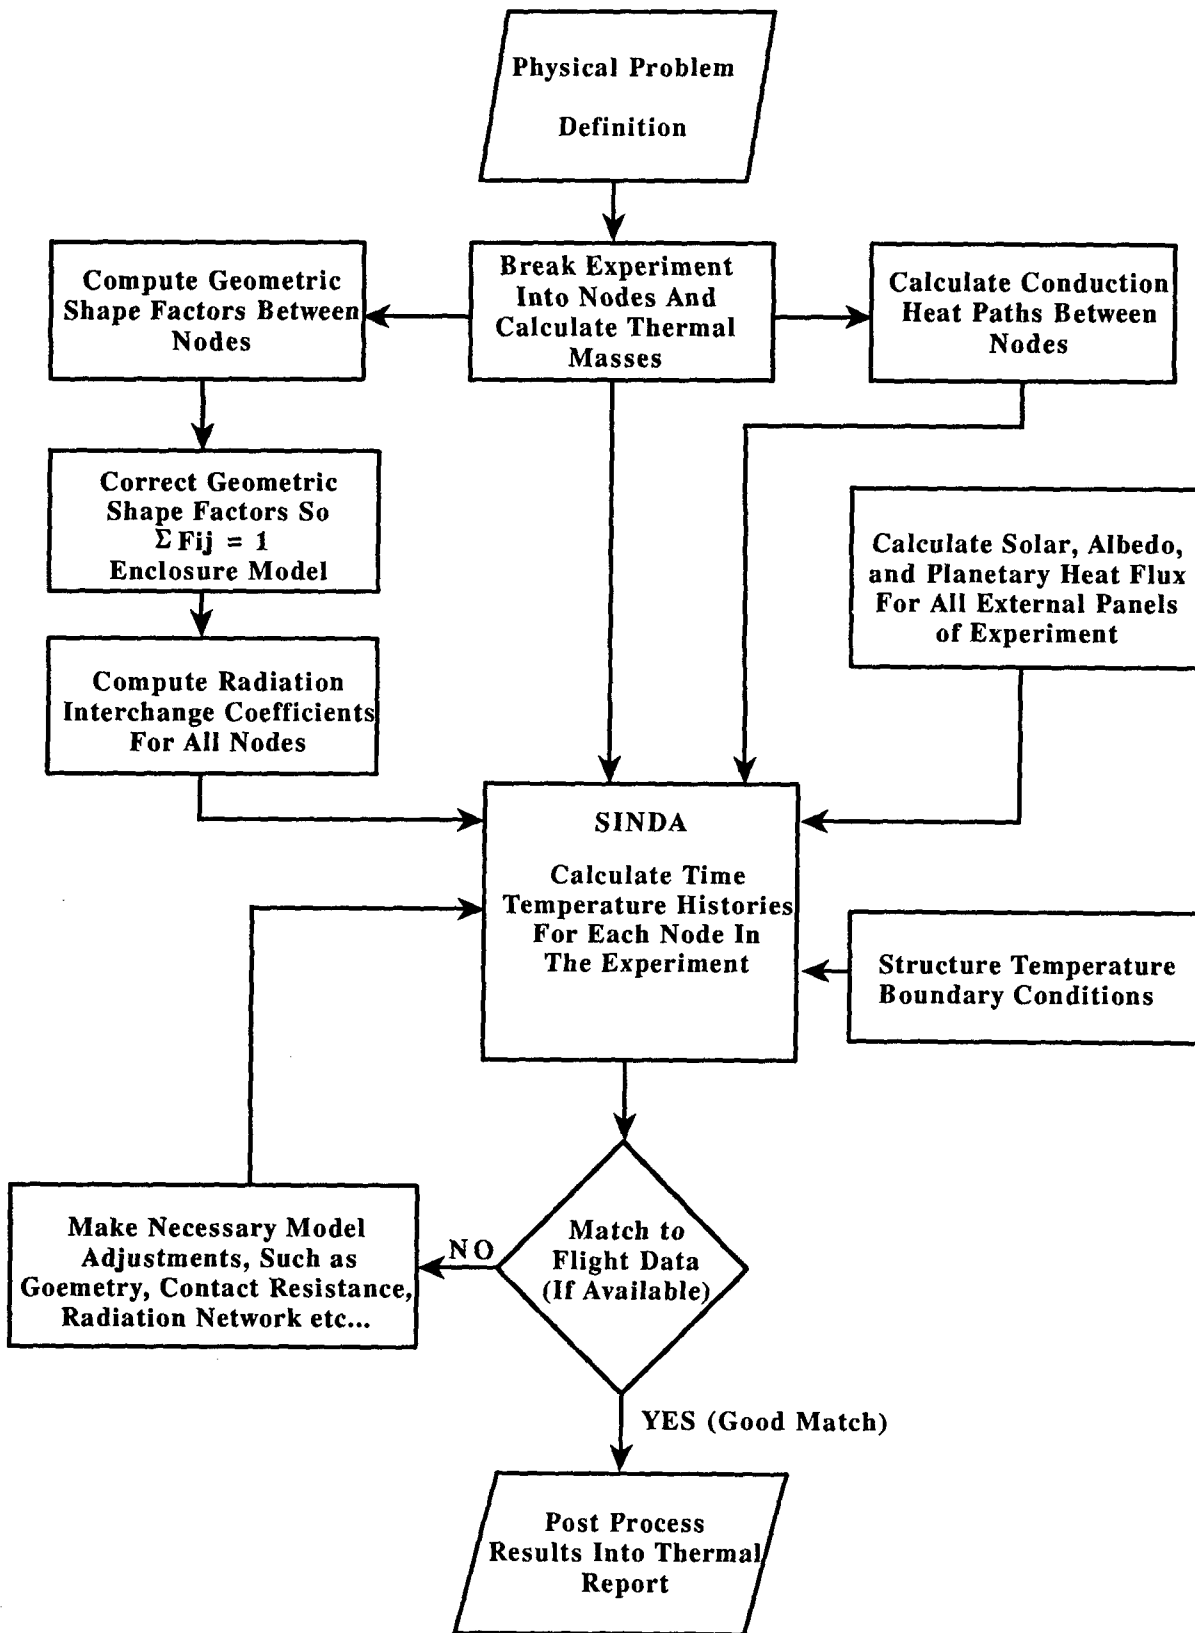 Physical Problem
Definition
Break Experiment
Into Nodes And
Calculate Thermal
Masses
Compute Geometric
Shape Factors Between
Nodes
Calculate Conduction
Heat Paths Between
Nodes
Correct Geometric
Shape Factors So
Σ Fij = 1
Enclosure Model
Calculate Solar, Albedo,
and Planetary Heat Flux
For All External Panels
of Experiment
Compute Radiation
Interchange Coefficients
For All Nodes
SINDA
Calculate Time
Temperature Histories
For Each Node In
The Experiment
Structure Temperature
Boundary Conditions
Make Necessary Model
Adjustments, Such as
Goemetry, Contact Resistance,
Radiation Network etc...
NO
Match to
Flight Data
(If Available)
YES (Good Match)
Post Process
Results Into Thermal
Report